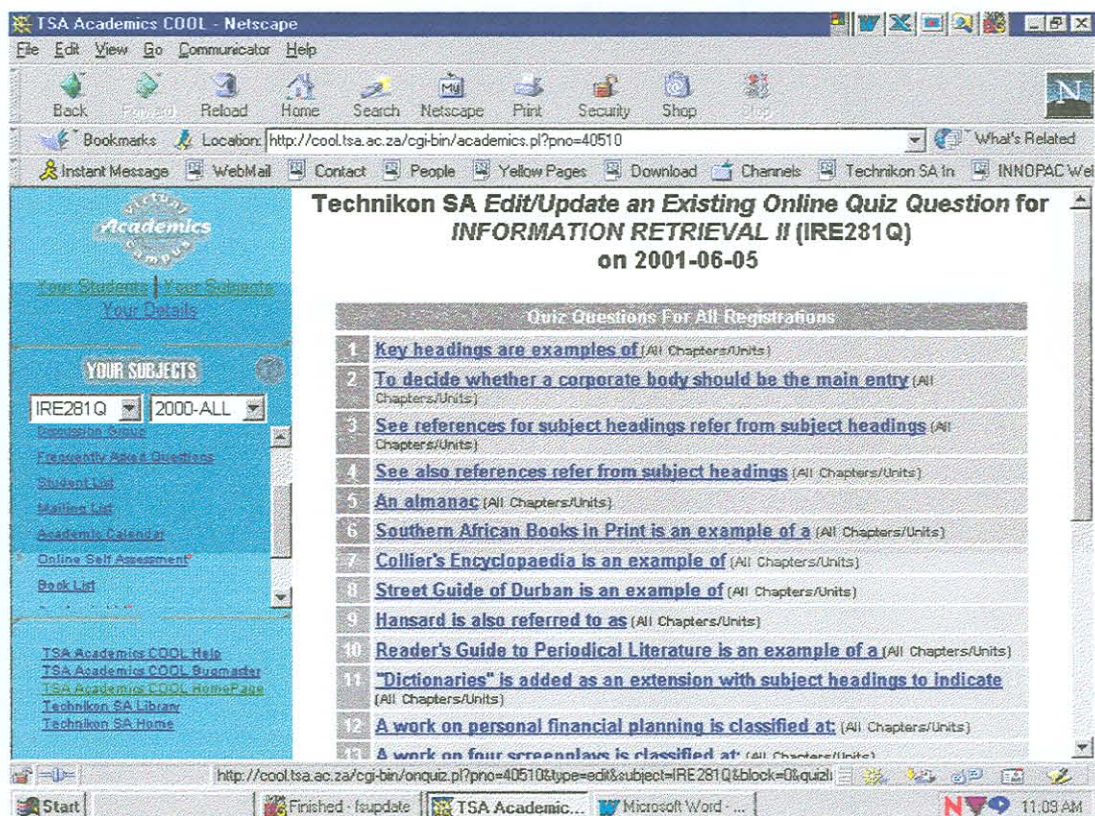 TSA Academics COOL - Netscape
File Edit View Go Communicator Help
Back Forward Reload Home Search Netscape Print Security Shop Stop
Bookmarks Location: http://cool.tsa.ac.za/cgi-bin/academics.pl?pno=40510 What's Related
Instant Message WebMail Contact People Yellow Pages Download Channels Technikon SA In INNOPAC Wel
virtual
Academics
campus
Your Students | Your Subjects
Your Details
YOUR SUBJECTS
IRE281Q 2000-ALL
Discussion Group
Frequently Asked Questions
Student List
Mailing List
Academic Calendar
Online Self Assessment*
Book List
TSA Academics COOL Help
TSA Academics COOL Bugmaster
TSA Academics COOL HomePage
Technikon SA Library
Technikon SA Home
Technikon SA Edit/Update an Existing Online Quiz Question for
INFORMATION RETRIEVAL II (IRE281Q)
on 2001-06-05
Quiz Questions For All Registrations
1 Key headings are examples of (All Chapters/Units)
2 To decide whether a corporate body should be the main entry (All
Chapters/Units)
3 See references for subject headings refer from subject headings (All
Chapters/Units)
4 See also references refer from subject headings (All Chapters/Units)
5 An almanac (All Chapters/Units)
6 Southern African Books in Print is an example of a (All Chapters/Units)
7 Collier's Encyclopaedia is an example of (All Chapters/Units)
8 Street Guide of Durban is an example of (All Chapters/Units)
9 Hansard is also referred to as (All Chapters/Units)
10 Reader's Guide to Periodical Literature is an example of a (All Chapters/Units)
11 "Dictionaries" is added as an extension with subject headings to indicate
(All Chapters/Units)
12 A work on personal financial planning is classified at: (All Chapters/Units)
13 A work on four screenplays is classified at: (All Chapters/Units)
http://cool.tsa.ac.za/cgi-bin/onquiz.pl?pno=40510&type=edit&subject=IRE281Q&block=0&quizi
Start Finished - fsupdate TSA Academic... Microsoft Word - ... 11:09 AM